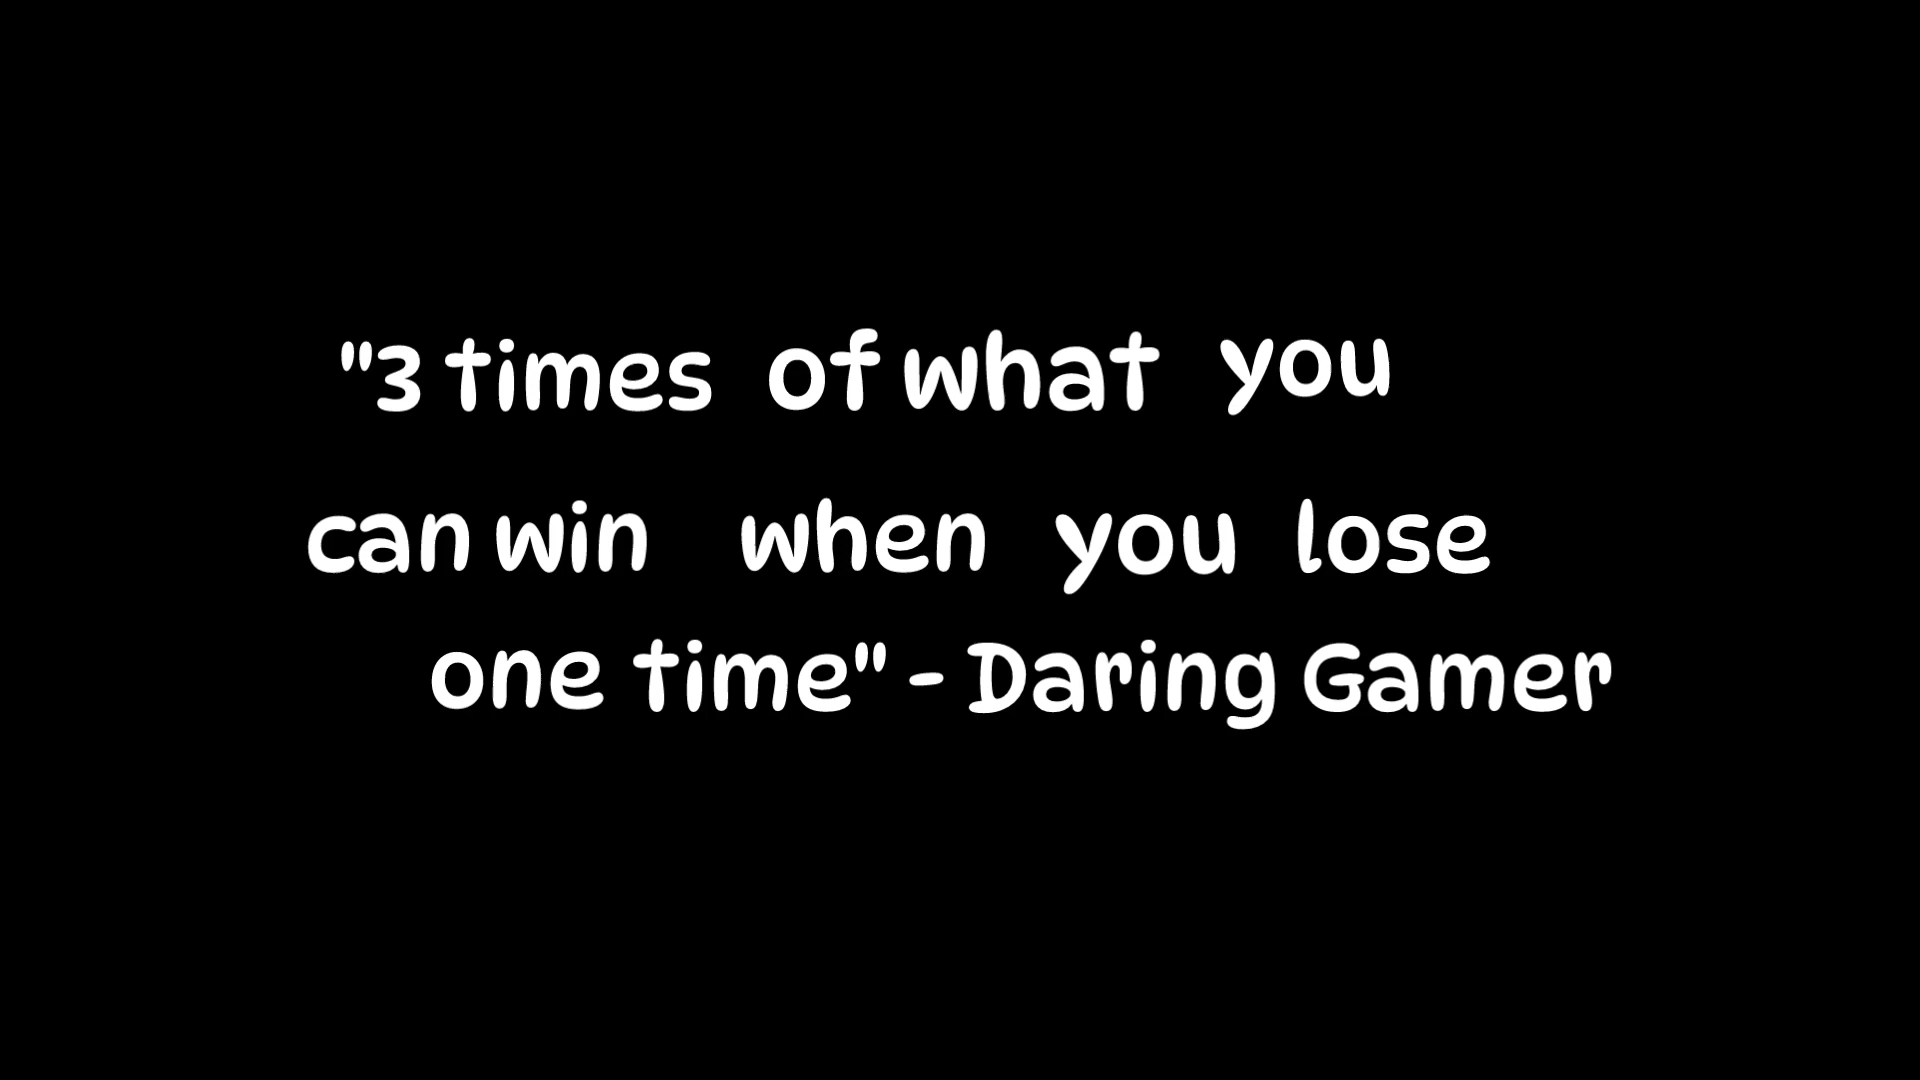 "3 times of what you
can win when you lose
one time" - Daring Gamer